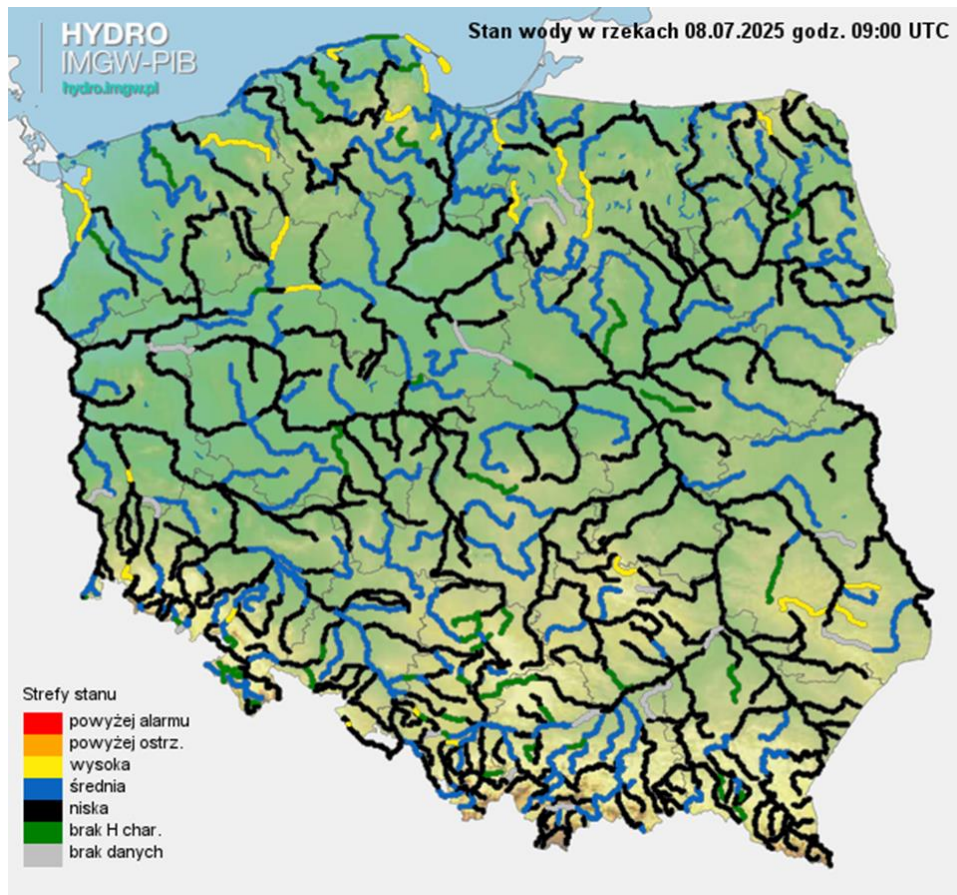 HYDRO
IMGW-PIB
hydro.imgw.pl
Stan wody w rzekach 08.07.2025 godz. 09:00 UTC
Strefy stanu
powyżej alarmu
powyżej ostrz.
wysoka
średnia
niska
brak H char.
brak danych